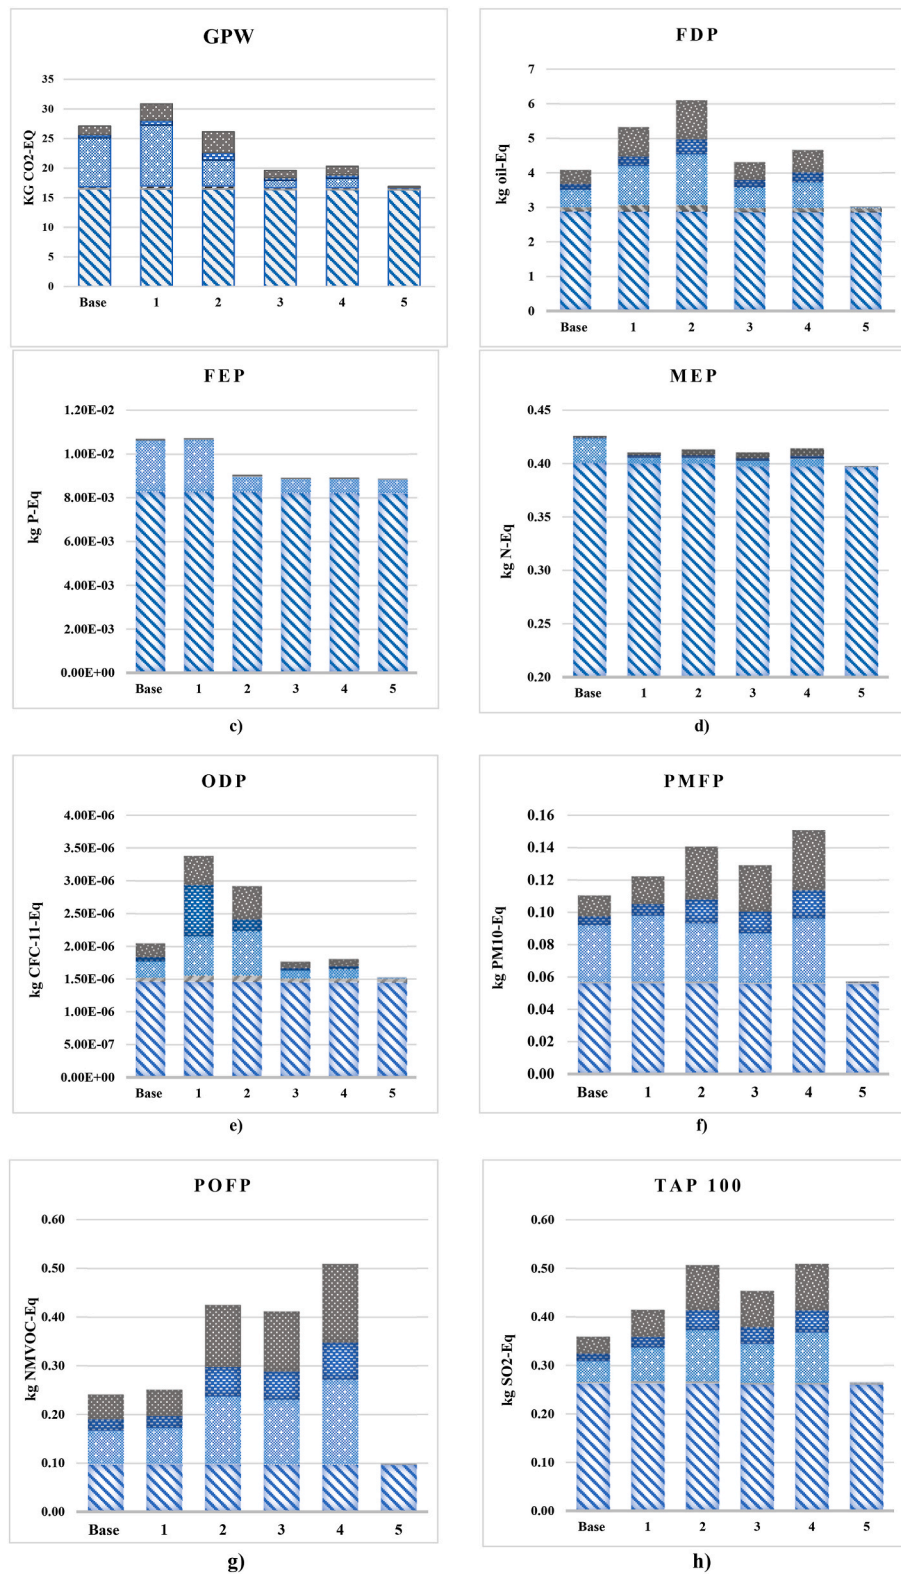 GPW
KG CO2-EQ
35
30
25
20
15
10
5
0
Base 1 2 3 4 5
FDP
kg oil-Eq
7
6
5
4
3
2
1
0
Base 1 2 3 4 5
FEP
kg P-Eq
1.20E-02
1.00E-02
8.00E-03
6.00E-03
4.00E-03
2.00E-03
0.00E+00
Base 1 2 3 4 5
c)
MEP
kg N-Eq
0.45
0.40
0.35
0.30
0.25
0.20
Base 1 2 3 4 5
d)
ODP
kg CFC-11-Eq
4.00E-06
3.50E-06
3.00E-06
2.50E-06
2.00E-06
1.50E-06
1.00E-06
5.00E-07
0.00E+00
Base 1 2 3 4 5
e)
PMFP
kg PM10-Eq
0.16
0.14
0.12
0.10
0.08
0.06
0.04
0.02
0.00
Base 1 2 3 4 5
f)
POFP
kg NMVOC-Eq
0.60
0.50
0.40
0.30
0.20
0.10
0.00
Base 1 2 3 4 5
g)
TAP 100
kg SO2-Eq
0.60
0.50
0.40
0.30
0.20
0.10
0.00
Base 1 2 3 4 5
h)